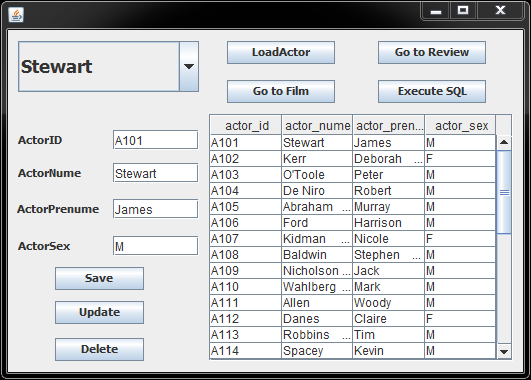 Stewart
LoadActor Go to Review
Go to Film Execute SQL
ActorID A101
ActorNume Stewart
ActorPrenume James
ActorSex M
Save
Update
Delete
actor_id actor_nume actor_pren... actor_sex
A101 Stewart James M
A102 Kerr Deborah ... F
A103 O'Toole Peter M
A104 De Niro Robert M
A105 Abraham ... Murray M
A106 Ford Harrison M
A107 Kidman ... Nicole F
A108 Baldwin Stephen ... M
A109 Nicholson ... Jack M
A110 Wahlberg ... Mark M
A111 Allen Woody M
A112 Danes Claire F
A113 Robbins ... Tim M
A114 Spacey Kevin M